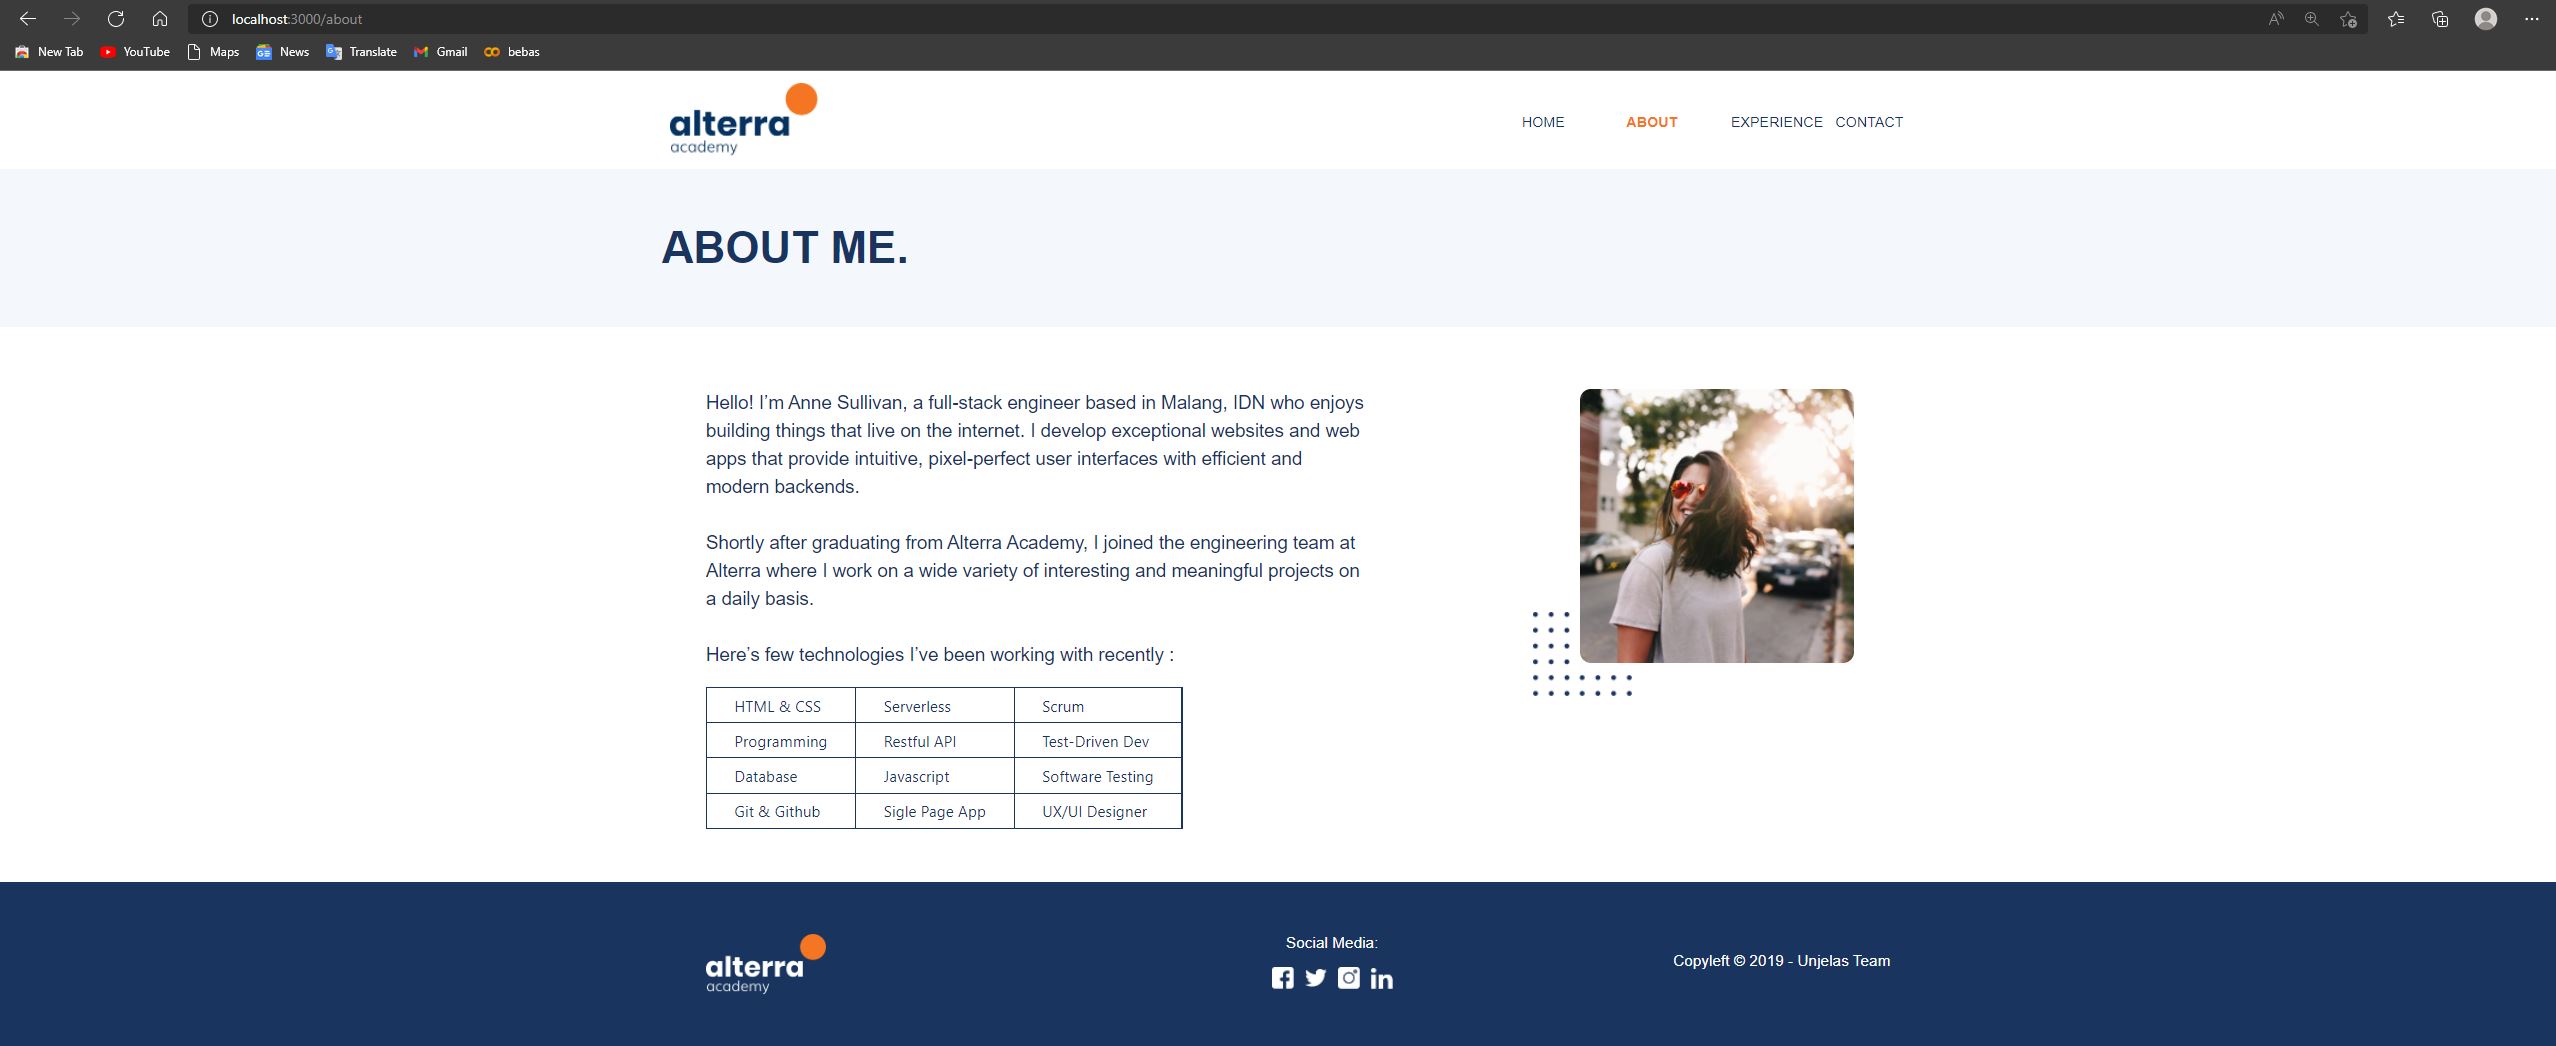 localhost:3000/about
New Tab YouTube Maps News Translate Gmail bebas
alterra
academy
HOME ABOUT EXPERIENCE CONTACT
ABOUT ME.
Hello! I’m Anne Sullivan, a full-stack engineer based in Malang, IDN who enjoys
building things that live on the internet. I develop exceptional websites and web
apps that provide intuitive, pixel-perfect user interfaces with efficient and
modern backends.
Shortly after graduating from Alterra Academy, I joined the engineering team at
Alterra where I work on a wide variety of interesting and meaningful projects on
a daily basis.
Here’s few technologies I’ve been working with recently :
HTML & CSS Serverless Scrum
Programming Restful API Test-Driven Dev
Database Javascript Software Testing
Git & Github Sigle Page App UX/UI Designer
alterra
academy
Social Media:
Copyleft © 2019 - Unjelas Team